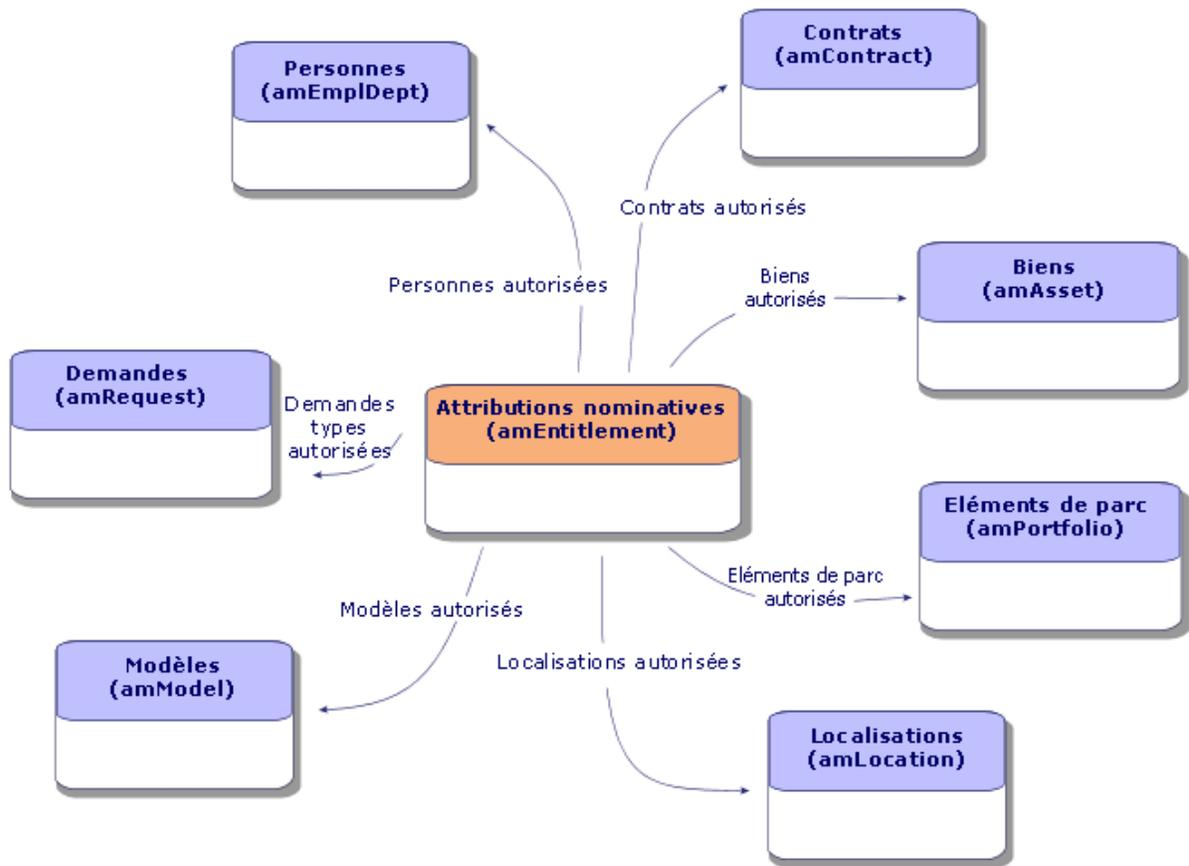 Contrats
(amContract)
Personnes
(amEmplDept)
Contrats autorisés
Personnes autorisées
Biens
autorisés
Biens
(amAsset)
Demandes
(amRequest)
Demandes
types
autorisées
Attributions nominatives
(amEntitlement)
Eléments de parc
(amPortfolio)
Eléments de parc
autorisés
Modèles autorisés
Localisations autorisées
Modèles
(amModel)
Localisations
(amLocation)